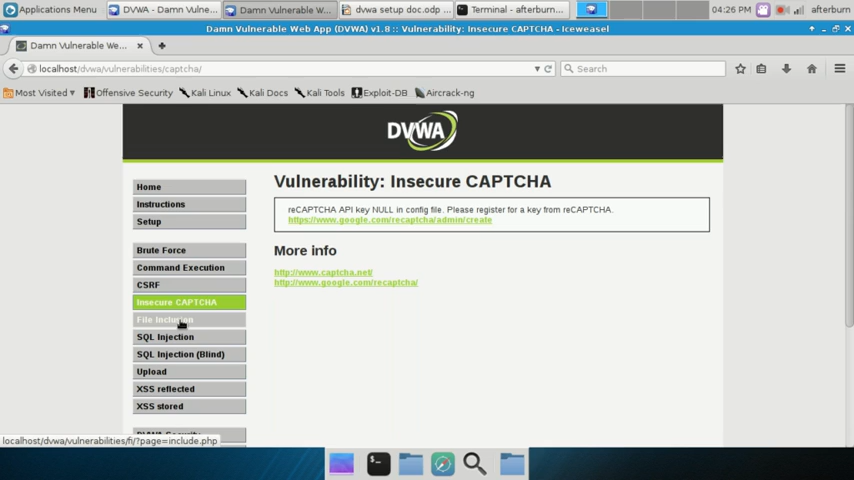 Applications Menu
DVWA - Damn Vulne...
Damn Vulnerable W...
dvwa setup doc.odp ...
Terminal - afterburn...
04:26 PM
afterburn
Damn Vulnerable Web App (DVWA) v1.8 :: Vulnerability: Insecure CAPTCHA - Iceweasel
Damn Vulnerable We...
localhost/dvwa/vulnerabilities/captcha/
Search
Most Visited
Offensive Security
Kali Linux
Kali Docs
Kali Tools
Exploit-DB
Aircrack-ng
DVWA
Home
Instructions
Setup
Brute Force
Command Execution
CSRF
Insecure CAPTCHA
File Inclusion
SQL Injection
SQL Injection (Blind)
Upload
XSS reflected
XSS stored
DVWA Security
Vulnerability: Insecure CAPTCHA
reCAPTCHA API key NULL in config file. Please register for a key from reCAPTCHA.
https://www.google.com/recaptcha/admin/create
More info
http://www.captcha.net/
http://www.google.com/recaptcha/
localhost/dvwa/vulnerabilities/fi/?page=include.php